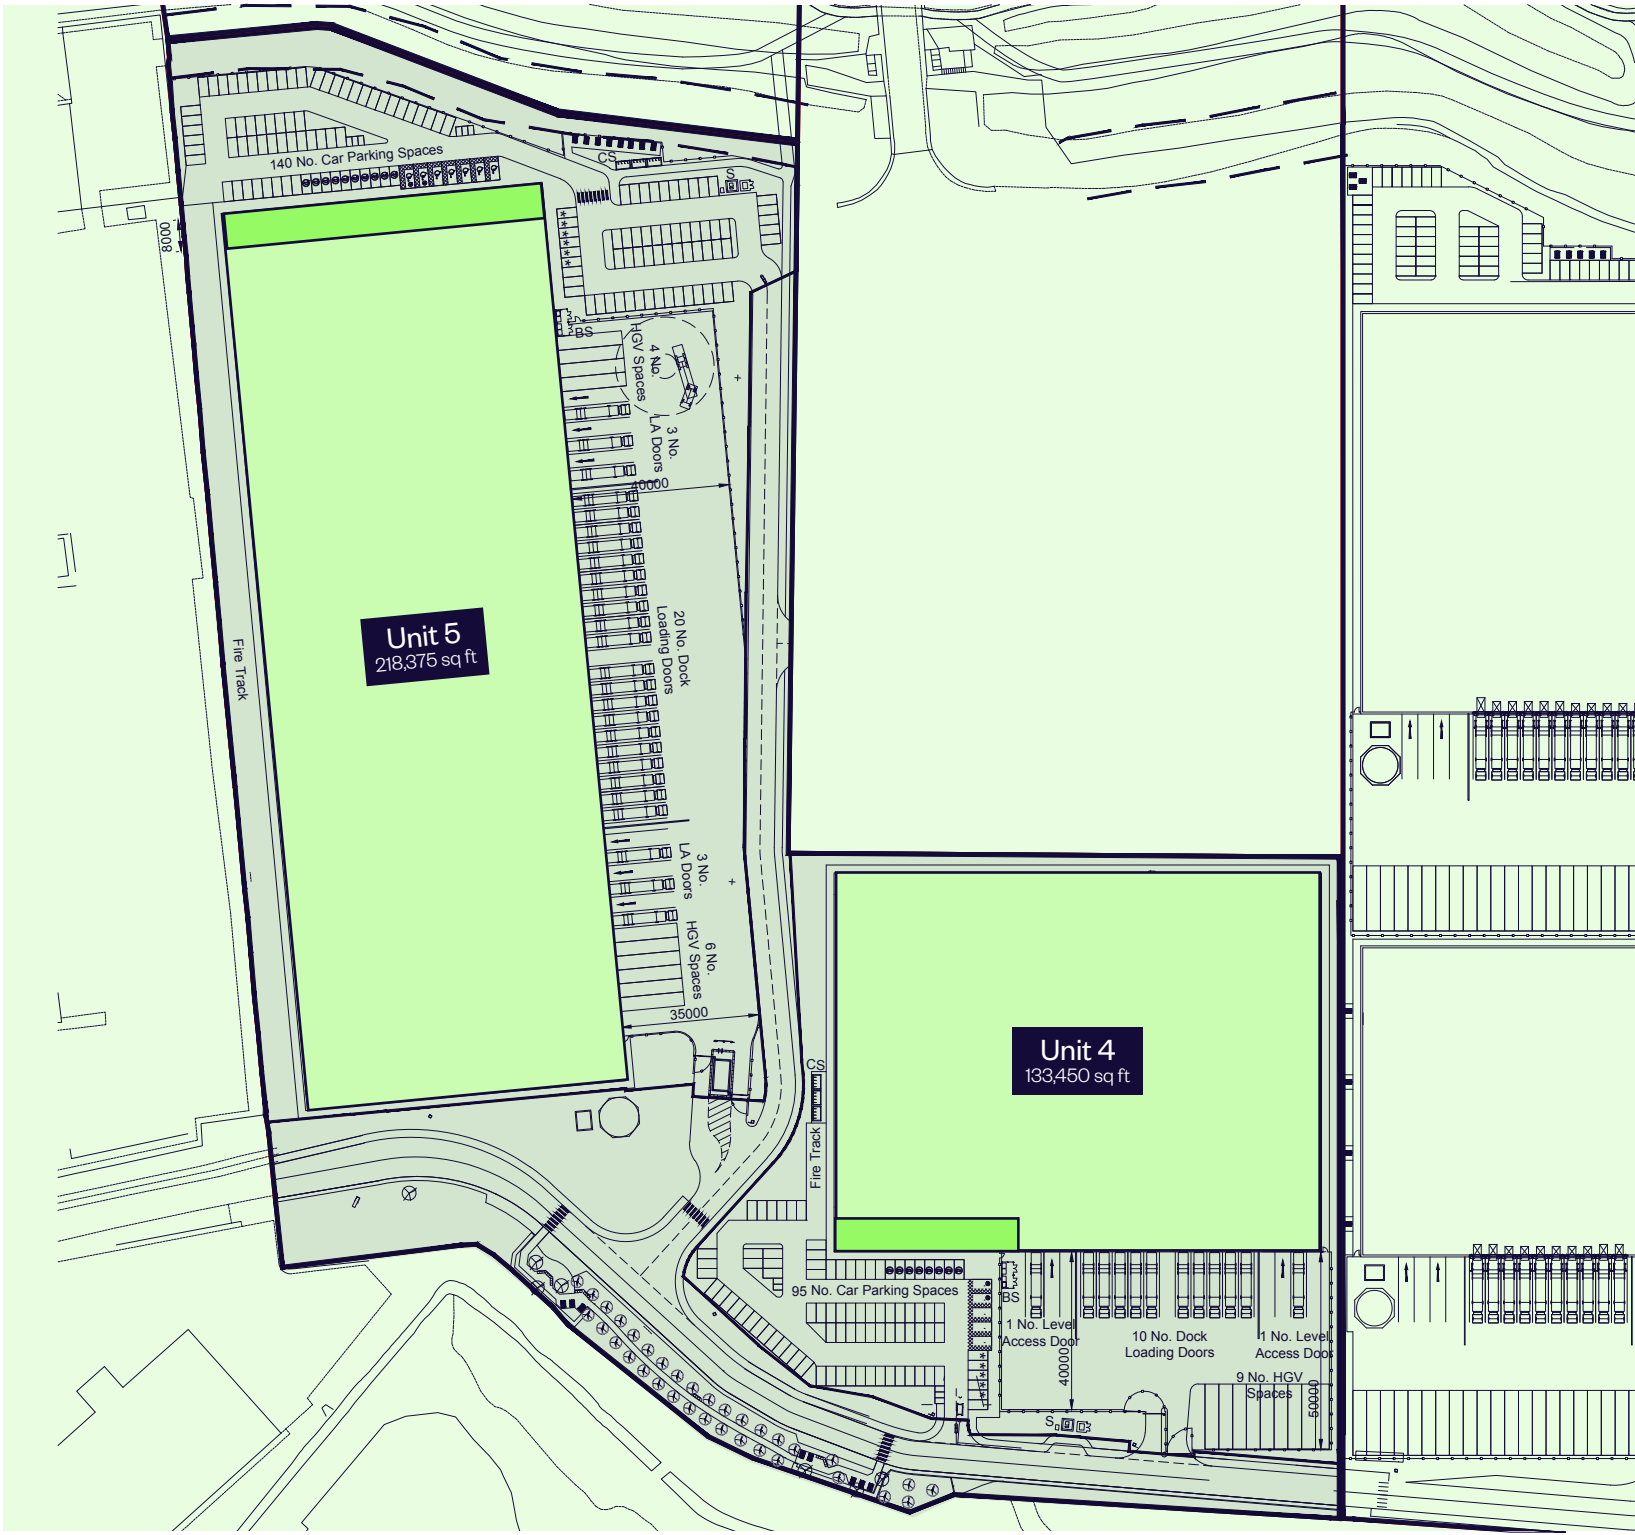 140 No. Car Parking Spaces
CS
S
8000
BS
4 No.
HGV Spaces
3 No.
LA Doors
40000
20 No. Dock
Loading Doors
Unit 5
218,375 sq ft
Fire Track
3 No.
LA Doors
6 No.
HGV Spaces
35000
Unit 4
133,450 sq ft
CS
Fire Track
95 No. Car Parking Spaces
BS
1 No. Level
Access Door
10 No. Dock
Loading Doors
1 No. Level
Access Door
40000
9 No. HGV
Spaces
50000
S